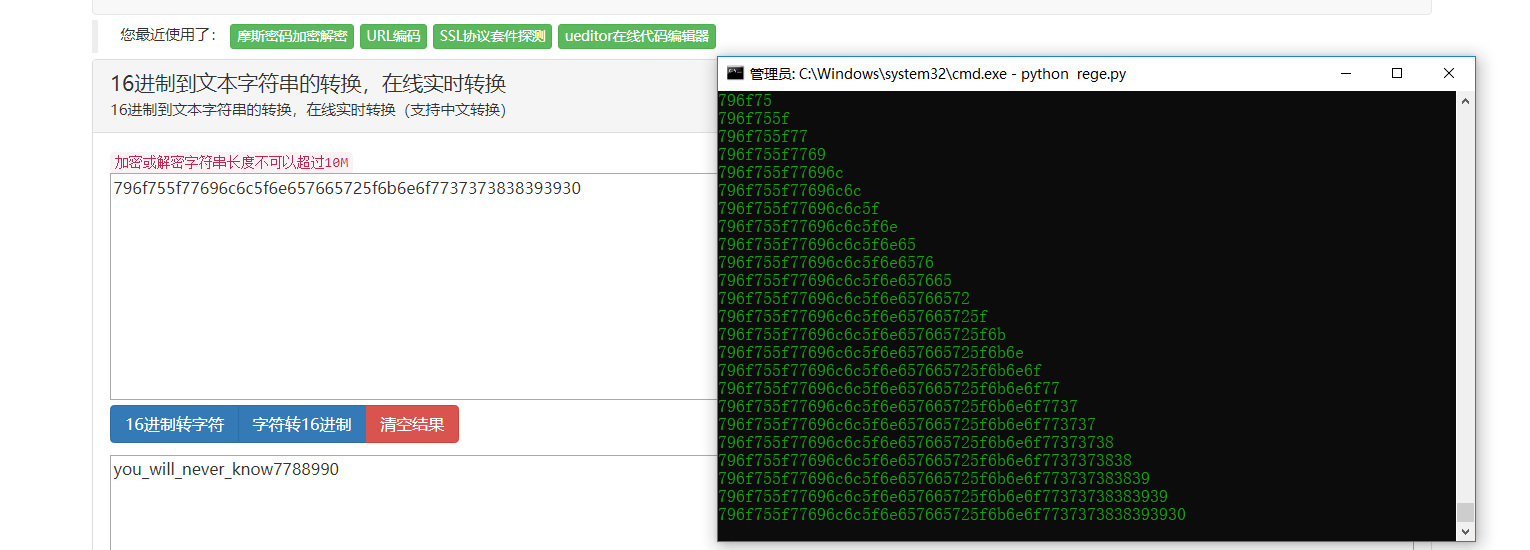 您最近使用了： 摩斯密码加密解密 URL编码 SSL协议套件探测 ueditor在线代码编辑器
16进制到文本字符串的转换，在线实时转换
16进制到文本字符串的转换，在线实时转换（支持中文转换）
加密或解密字符串长度不可以超过10M
796f755f77696c6c5f6e657665725f6b6e6f7737373838393930
16进制转字符 字符转16进制 清空结果
you_will_never_know7788990
管理员: C:\Windows\system32\cmd.exe - python  rege.py
796f75
796f755f
796f755f77
796f755f7769
796f755f77696c
796f755f77696c6c
796f755f77696c6c5f
796f755f77696c6c5f6e
796f755f77696c6c5f6e65
796f755f77696c6c5f6e6576
796f755f77696c6c5f6e657665
796f755f77696c6c5f6e65766572
796f755f77696c6c5f6e657665725f
796f755f77696c6c5f6e657665725f6b
796f755f77696c6c5f6e657665725f6b6e
796f755f77696c6c5f6e657665725f6b6e6f
796f755f77696c6c5f6e657665725f6b6e6f77
796f755f77696c6c5f6e657665725f6b6e6f7737
796f755f77696c6c5f6e657665725f6b6e6f773737
796f755f77696c6c5f6e657665725f6b6e6f77373738
796f755f77696c6c5f6e657665725f6b6e6f7737373838
796f755f77696c6c5f6e657665725f6b6e6f773737383839
796f755f77696c6c5f6e657665725f6b6e6f77373738383939
796f755f77696c6c5f6e657665725f6b6e6f7737373838393930